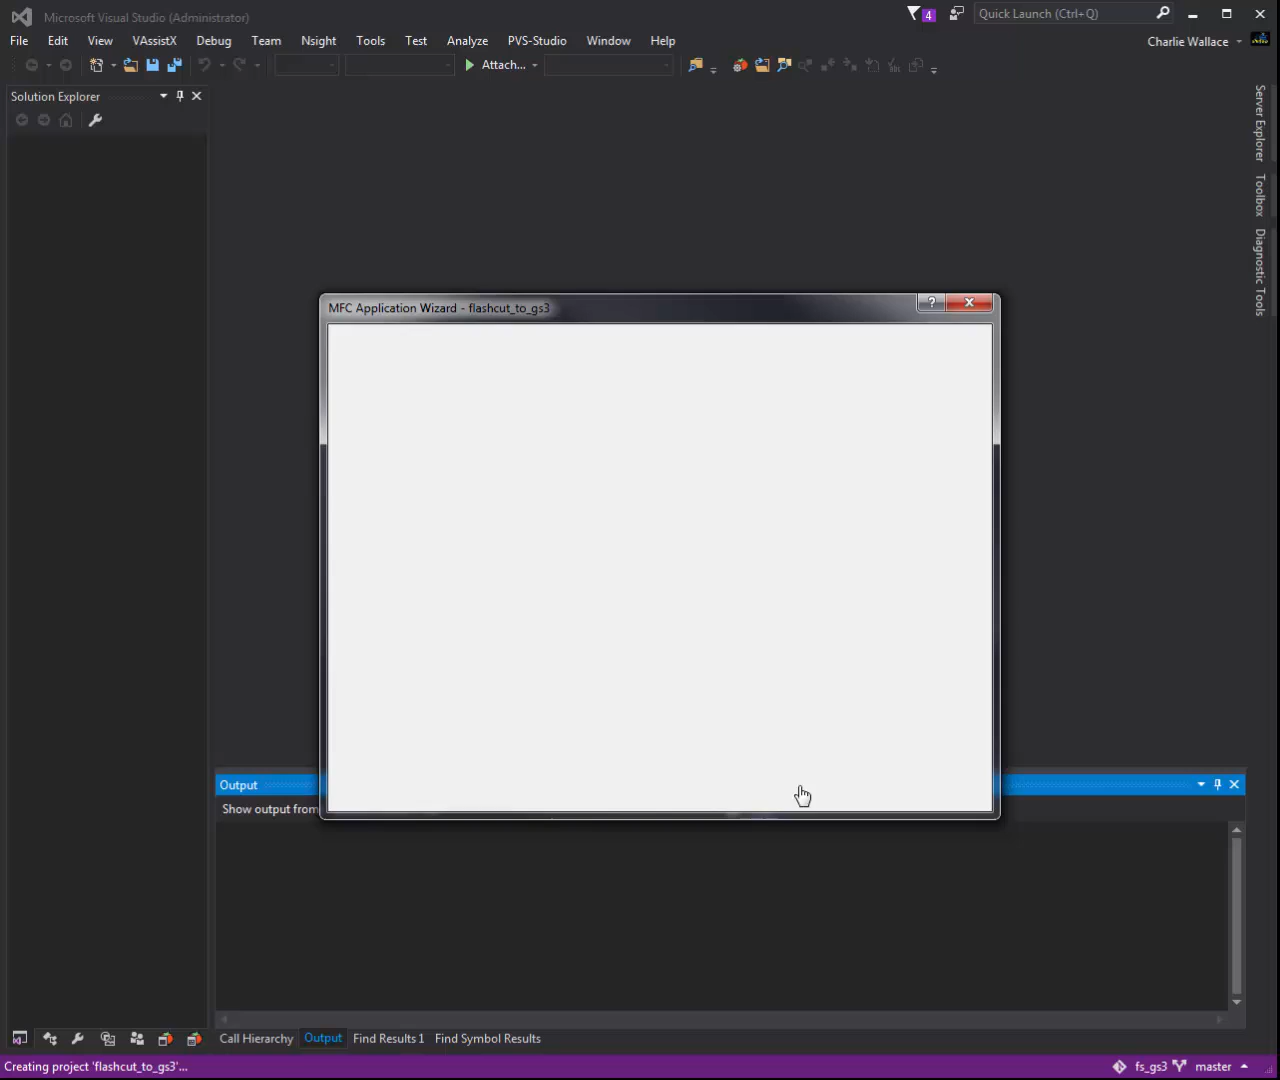 Microsoft Visual Studio (Administrator)
4
Quick Launch (Ctrl+Q)
File Edit View VAssistX Debug Team Nsight Tools Test Analyze PVS-Studio Window Help
Charlie Wallace
Attach...
Solution Explorer
Server Explorer
Toolbox
Diagnostic Tools
MFC Application Wizard - flashcut_to_gs3
?
Output
Show output from
Call Hierarchy Output Find Results 1 Find Symbol Results
Creating project 'flashcut_to_gs3'...
fs_gs3 master